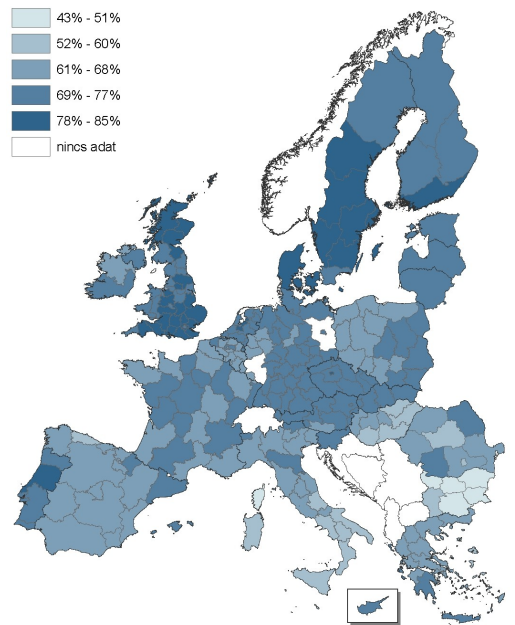 43% - 51%
52% - 60%
61% - 68%
69% - 77%
78% - 85%
nincs adat